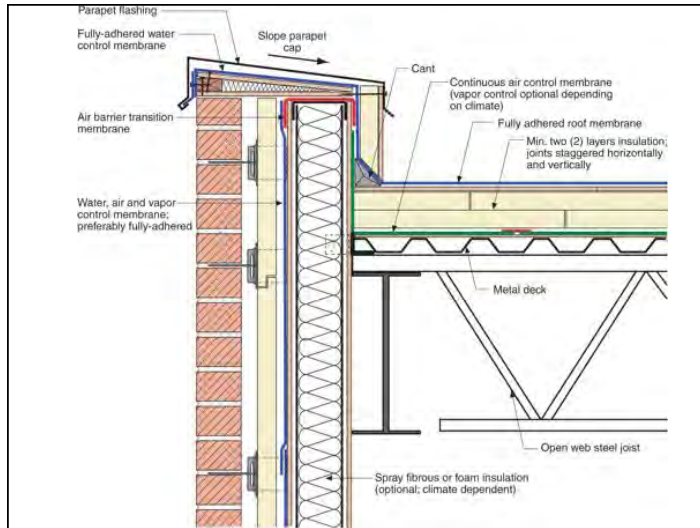 Parapet flashing
Fully-adhered water
control membrane
Slope parapet
cap
Cant
Continuous air control membrane
(vapor control optional depending
on climate)
Fully adhered roof membrane
Min. two (2) layers insulation;
joints staggered horizontally
and vertically
Air barrier transition
membrane
Water, air and vapor
control membrane;
preferably fully-adhered
Metal deck
Open web steel joist
Spray fibrous or foam insulation
(optional; climate dependent)